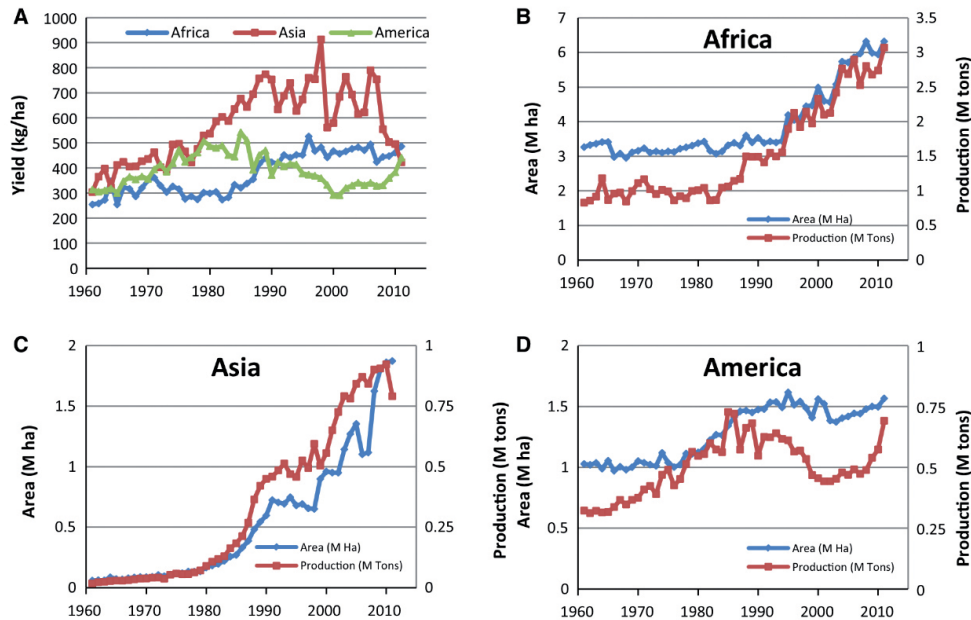 A
1000
900
800
700
600
500
400
300
200
100
0
Yield (kg/ha)
Africa Asia America
1960 1970 1980 1990 2000 2010
B
Africa
7
6
5
4
3
2
1
0
Area (M ha)
3.5
3
2.5
2
1.5
1
0.5
0
Production (M tons)
Area (M Ha)
Production (M Tons)
1960 1970 1980 1990 2000 2010
C
Asia
2
1.5
1
0.5
0
Area (M ha)
1
0.75
0.5
0.25
0
Production (M tons)
Area (M Ha)
Production (M Tons)
1960 1970 1980 1990 2000 2010
D
America
2
1.5
1
0.5
0
Area (M ha)
1
0.75
0.5
0.25
0
Production (M tons)
Area (M Ha)
Production (M Tons)
1960 1970 1980 1990 2000 2010